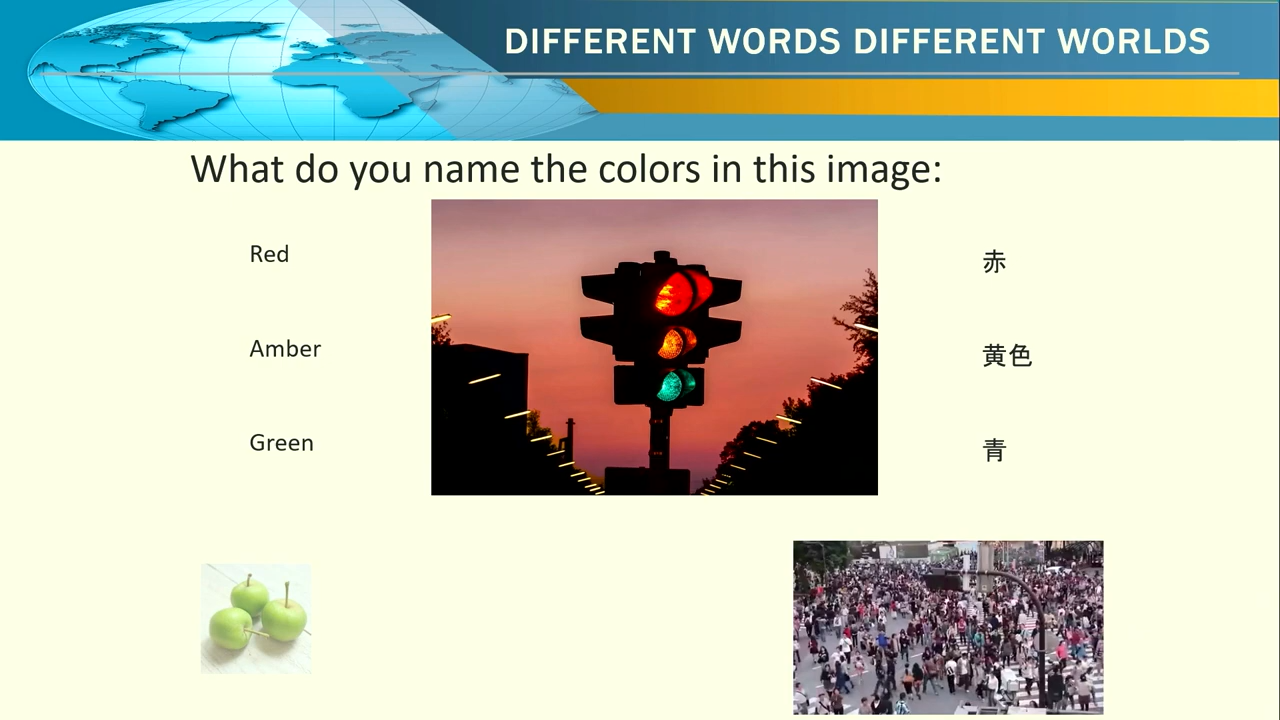 DIFFERENT WORDS DIFFERENT WORLDS
What do you name the colors in this image:
Red
赤
Amber
黄色
Green
青